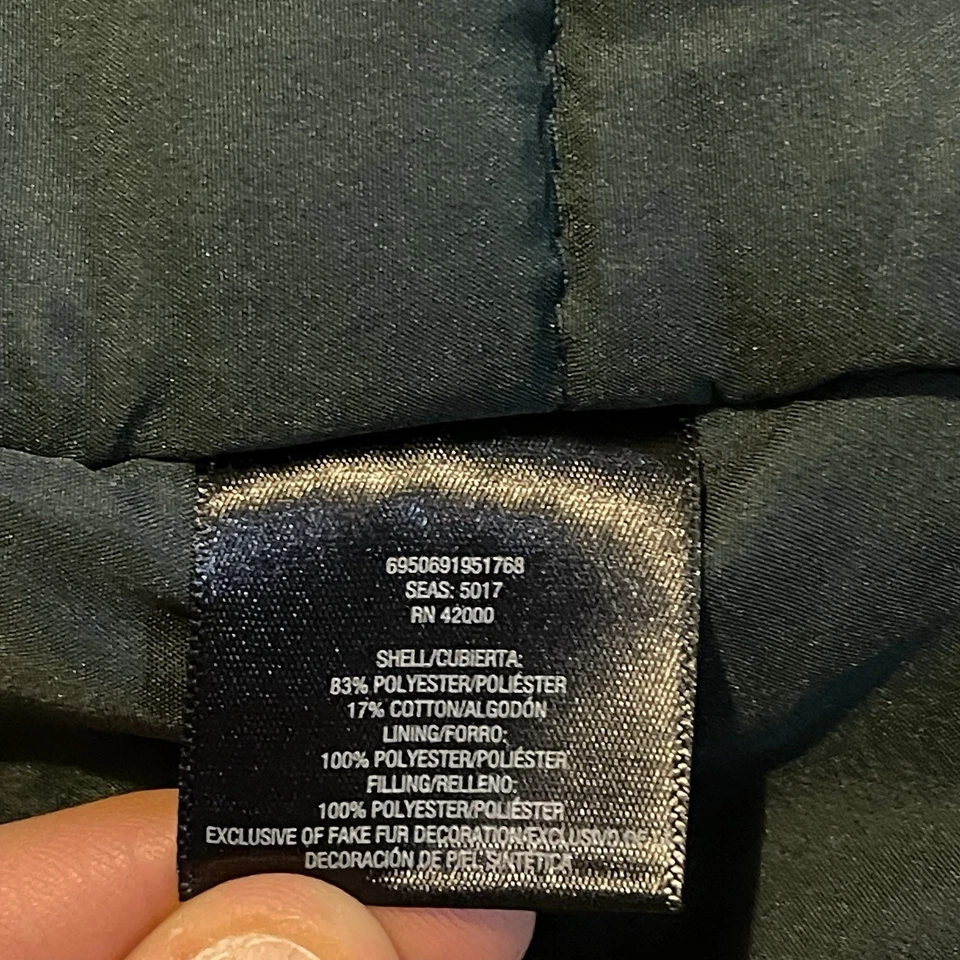 6950691951768
SEAS: 5017
RN 42000
SHELL/CUBIERTA:
83% POLYESTER/POLIÉSTER
17% COTTON/ALGODÓN
LINING/FORRO:
100% POLYESTER/POLIÉSTER
FILLING/RELLENO:
100% POLYESTER/POLIÉSTER
EXCLUSIVE OF FAKE FUR DECORATION/EXCLUSIVO DE
DECORACIÓN DE PIEL SINTÉTICA